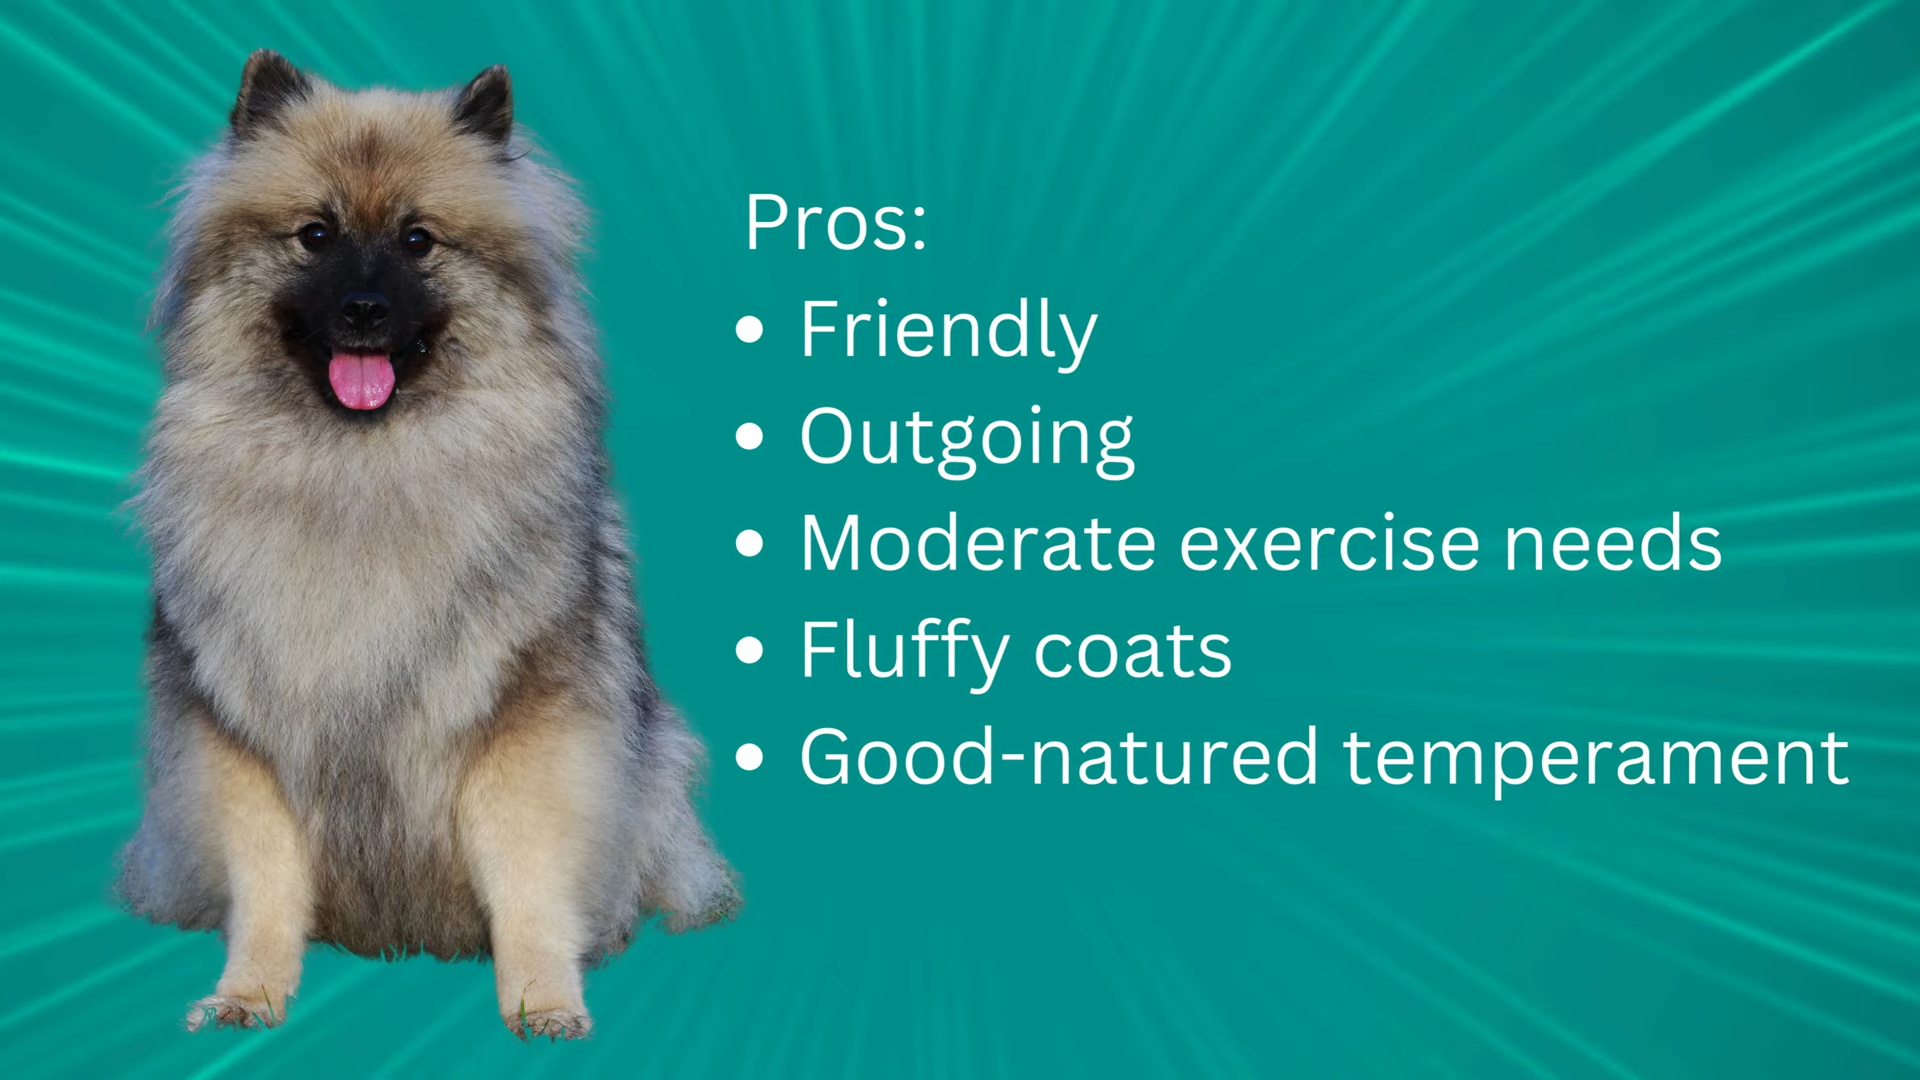 Pros:
• Friendly
• Outgoing
• Moderate exercise needs
• Fluffy coats
• Good-natured temperament